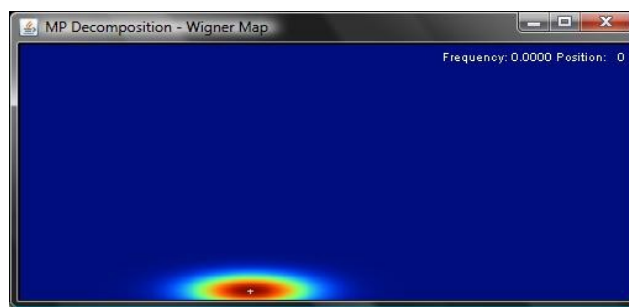 MP Decomposition - Wigner Map
Frequency: 0.0000 Position: 0